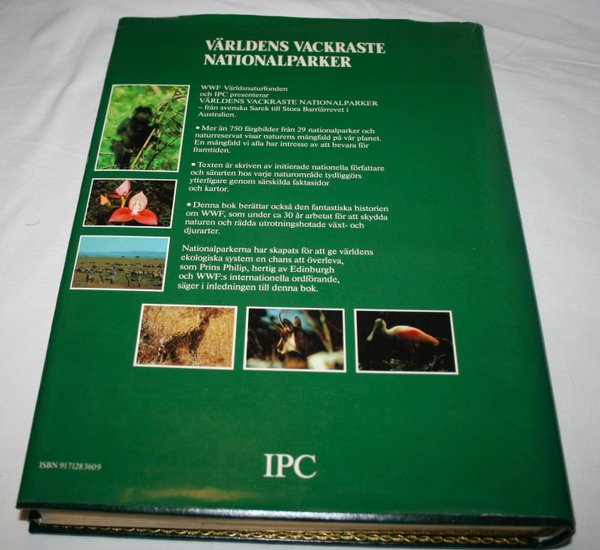 VÄRLDENS VACKRASTE
NATIONALPARKER
WWF Världsnaturfonden
och IPC presenterar
VÄRLDENS VACKRASTE NATIONALPARKER
– från svenska Sarek till Stora Barriärrevet i
Australien.
• Mer än 750 färgbilder från 29 nationalparker och
naturreservat visar naturens mångfald på vår planet.
En mångfald vi alla har intresse av att bevara för
framtiden.
• Texten är skriven av initierade nationella författare
och särarten hos varje naturområde tydliggörs
ytterligare genom särskilda faktasidor
och kartor.
• Denna bok berättar också den fantastiska historien
om WWF, som under ca 30 år arbetat för att skydda
naturen och rädda utrotningshotade växt- och
djurarter.
Nationalparkerna har skapats för att ge världens
ekologiska system en chans att överleva,
som Prins Philip, hertig av Edinburgh
och WWF:s internationella ordförande,
säger i inledningen till denna bok.
ISBN 91 7128 360 9
IPC